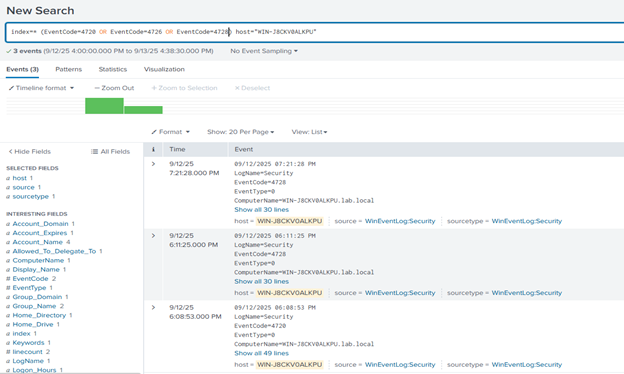 New Search
index=* (EventCode=4720 OR EventCode=4726 OR EventCode=4728) host="WIN-J8CKV0ALKPU"
✓ 3 events (9/12/25 4:00:00.000 PM to 9/13/25 4:38:30.000 PM) No Event Sampling
Events (3) Patterns Statistics Visualization
Timeline format — Zoom Out + Zoom to Selection × Deselect
Format Show: 20 Per Page View: List
< Hide Fields All Fields
i Time Event
SELECTED FIELDS
a host 1
a source 1
a sourcetype 1
INTERESTING FIELDS
a Account_Domain 1
a Account_Expires 1
a Account_Name 4
a Allowed_To_Delegate_To 1
a ComputerName 1
a Display_Name 1
# EventCode 2
# EventType 1
a Group_Domain 1
a Group_Name 2
a Home_Directory 1
a Home_Drive 1
a index 1
a Keywords 1
# linecount 2
a LogName 1
a Logon_Hours 1
> 9/12/25 7:21:28.000 PM
09/12/2025 07:21:28 PM
LogName=Security
EventCode=4728
EventType=0
ComputerName=WIN-J8CKV0ALKPU.lab.local
Show all 30 lines
host = WIN-J8CKV0ALKPU source = WinEventLog:Security sourcetype = WinEventLog:Security
> 9/12/25 6:11:25.000 PM
09/12/2025 06:11:25 PM
LogName=Security
EventCode=4728
EventType=0
ComputerName=WIN-J8CKV0ALKPU.lab.local
Show all 30 lines
host = WIN-J8CKV0ALKPU source = WinEventLog:Security sourcetype = WinEventLog:Security
> 9/12/25 6:08:53.000 PM
09/12/2025 06:08:53 PM
LogName=Security
EventCode=4720
EventType=0
ComputerName=WIN-J8CKV0ALKPU.lab.local
Show all 49 lines
host = WIN-J8CKV0ALKPU source = WinEventLog:Security sourcetype = WinEventLog:Security